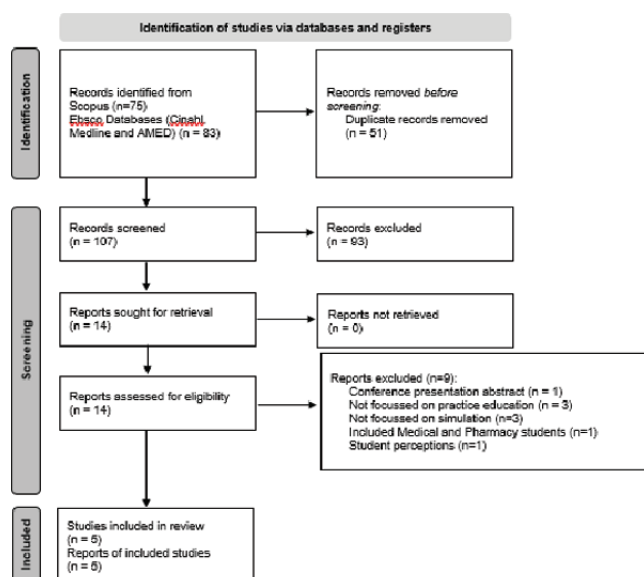 Identification of studies via databases and registers
Identification
Records identified from
Scopus (n=75)
Ebsco Databases (Cinahl,
Medline and AMED) (n = 83)
Records removed before
screening:
Duplicate records removed
(n = 51)
Screening
Records screened
(n = 107)
Records excluded
(n = 93)
Reports sought for retrieval
(n = 14)
Reports not retrieved
(n = 0)
Reports assessed for eligibility
(n = 14)
Reports excluded (n=9):
Conference presentation abstract (n = 1)
Not focussed on practice education (n = 3)
Not focussed on simulation (n=3)
Included Medical and Pharmacy students (n=1)
Student perceptions (n=1)
Included
Studies included in review
(n = 5)
Reports of included studies
(n = 5)